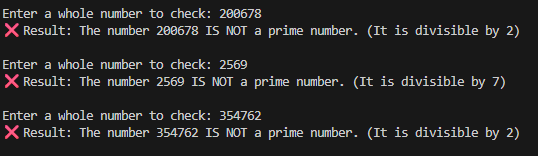 Enter a whole number to check: 200678
❌ Result: The number 200678 IS NOT a prime number. (It is divisible by 2)
Enter a whole number to check: 2569
❌ Result: The number 2569 IS NOT a prime number. (It is divisible by 7)
Enter a whole number to check: 354762
❌ Result: The number 354762 IS NOT a prime number. (It is divisible by 2)